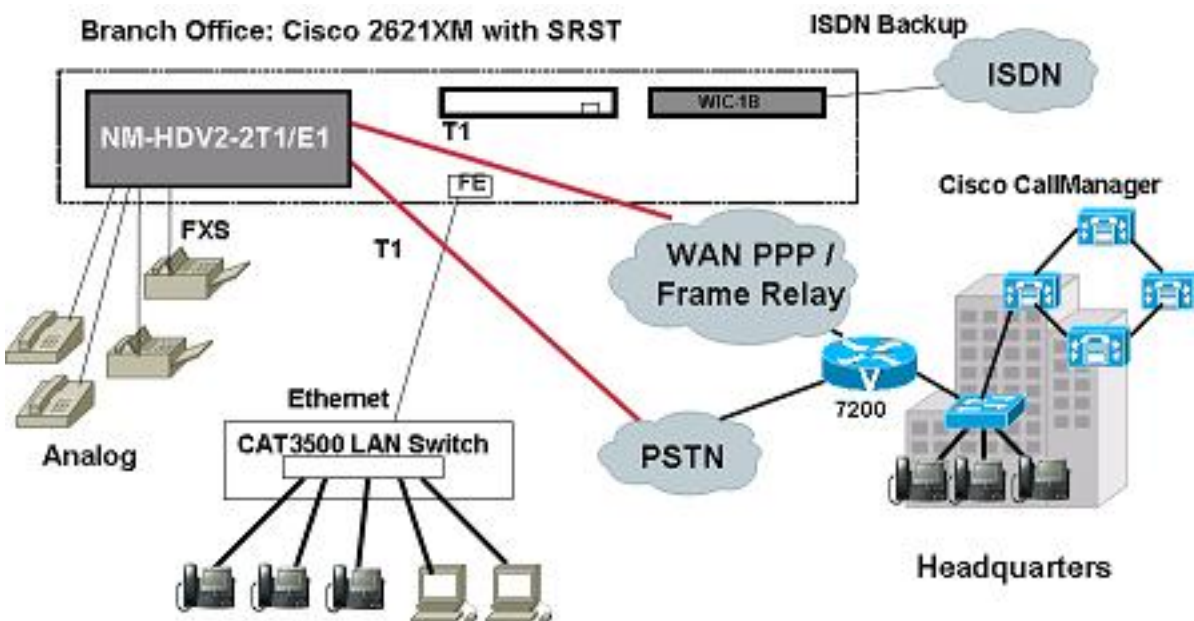 Branch Office: Cisco 2621XM with SRST
ISDN Backup
ISDN
WIC-1B
NM-HDV2-2T1/E1
T1
FE
Cisco CallManager
FXS
T1
WAN PPP /
Frame Relay
V
7200
Ethernet
CAT3500 LAN Switch
Analog
PSTN
Headquarters